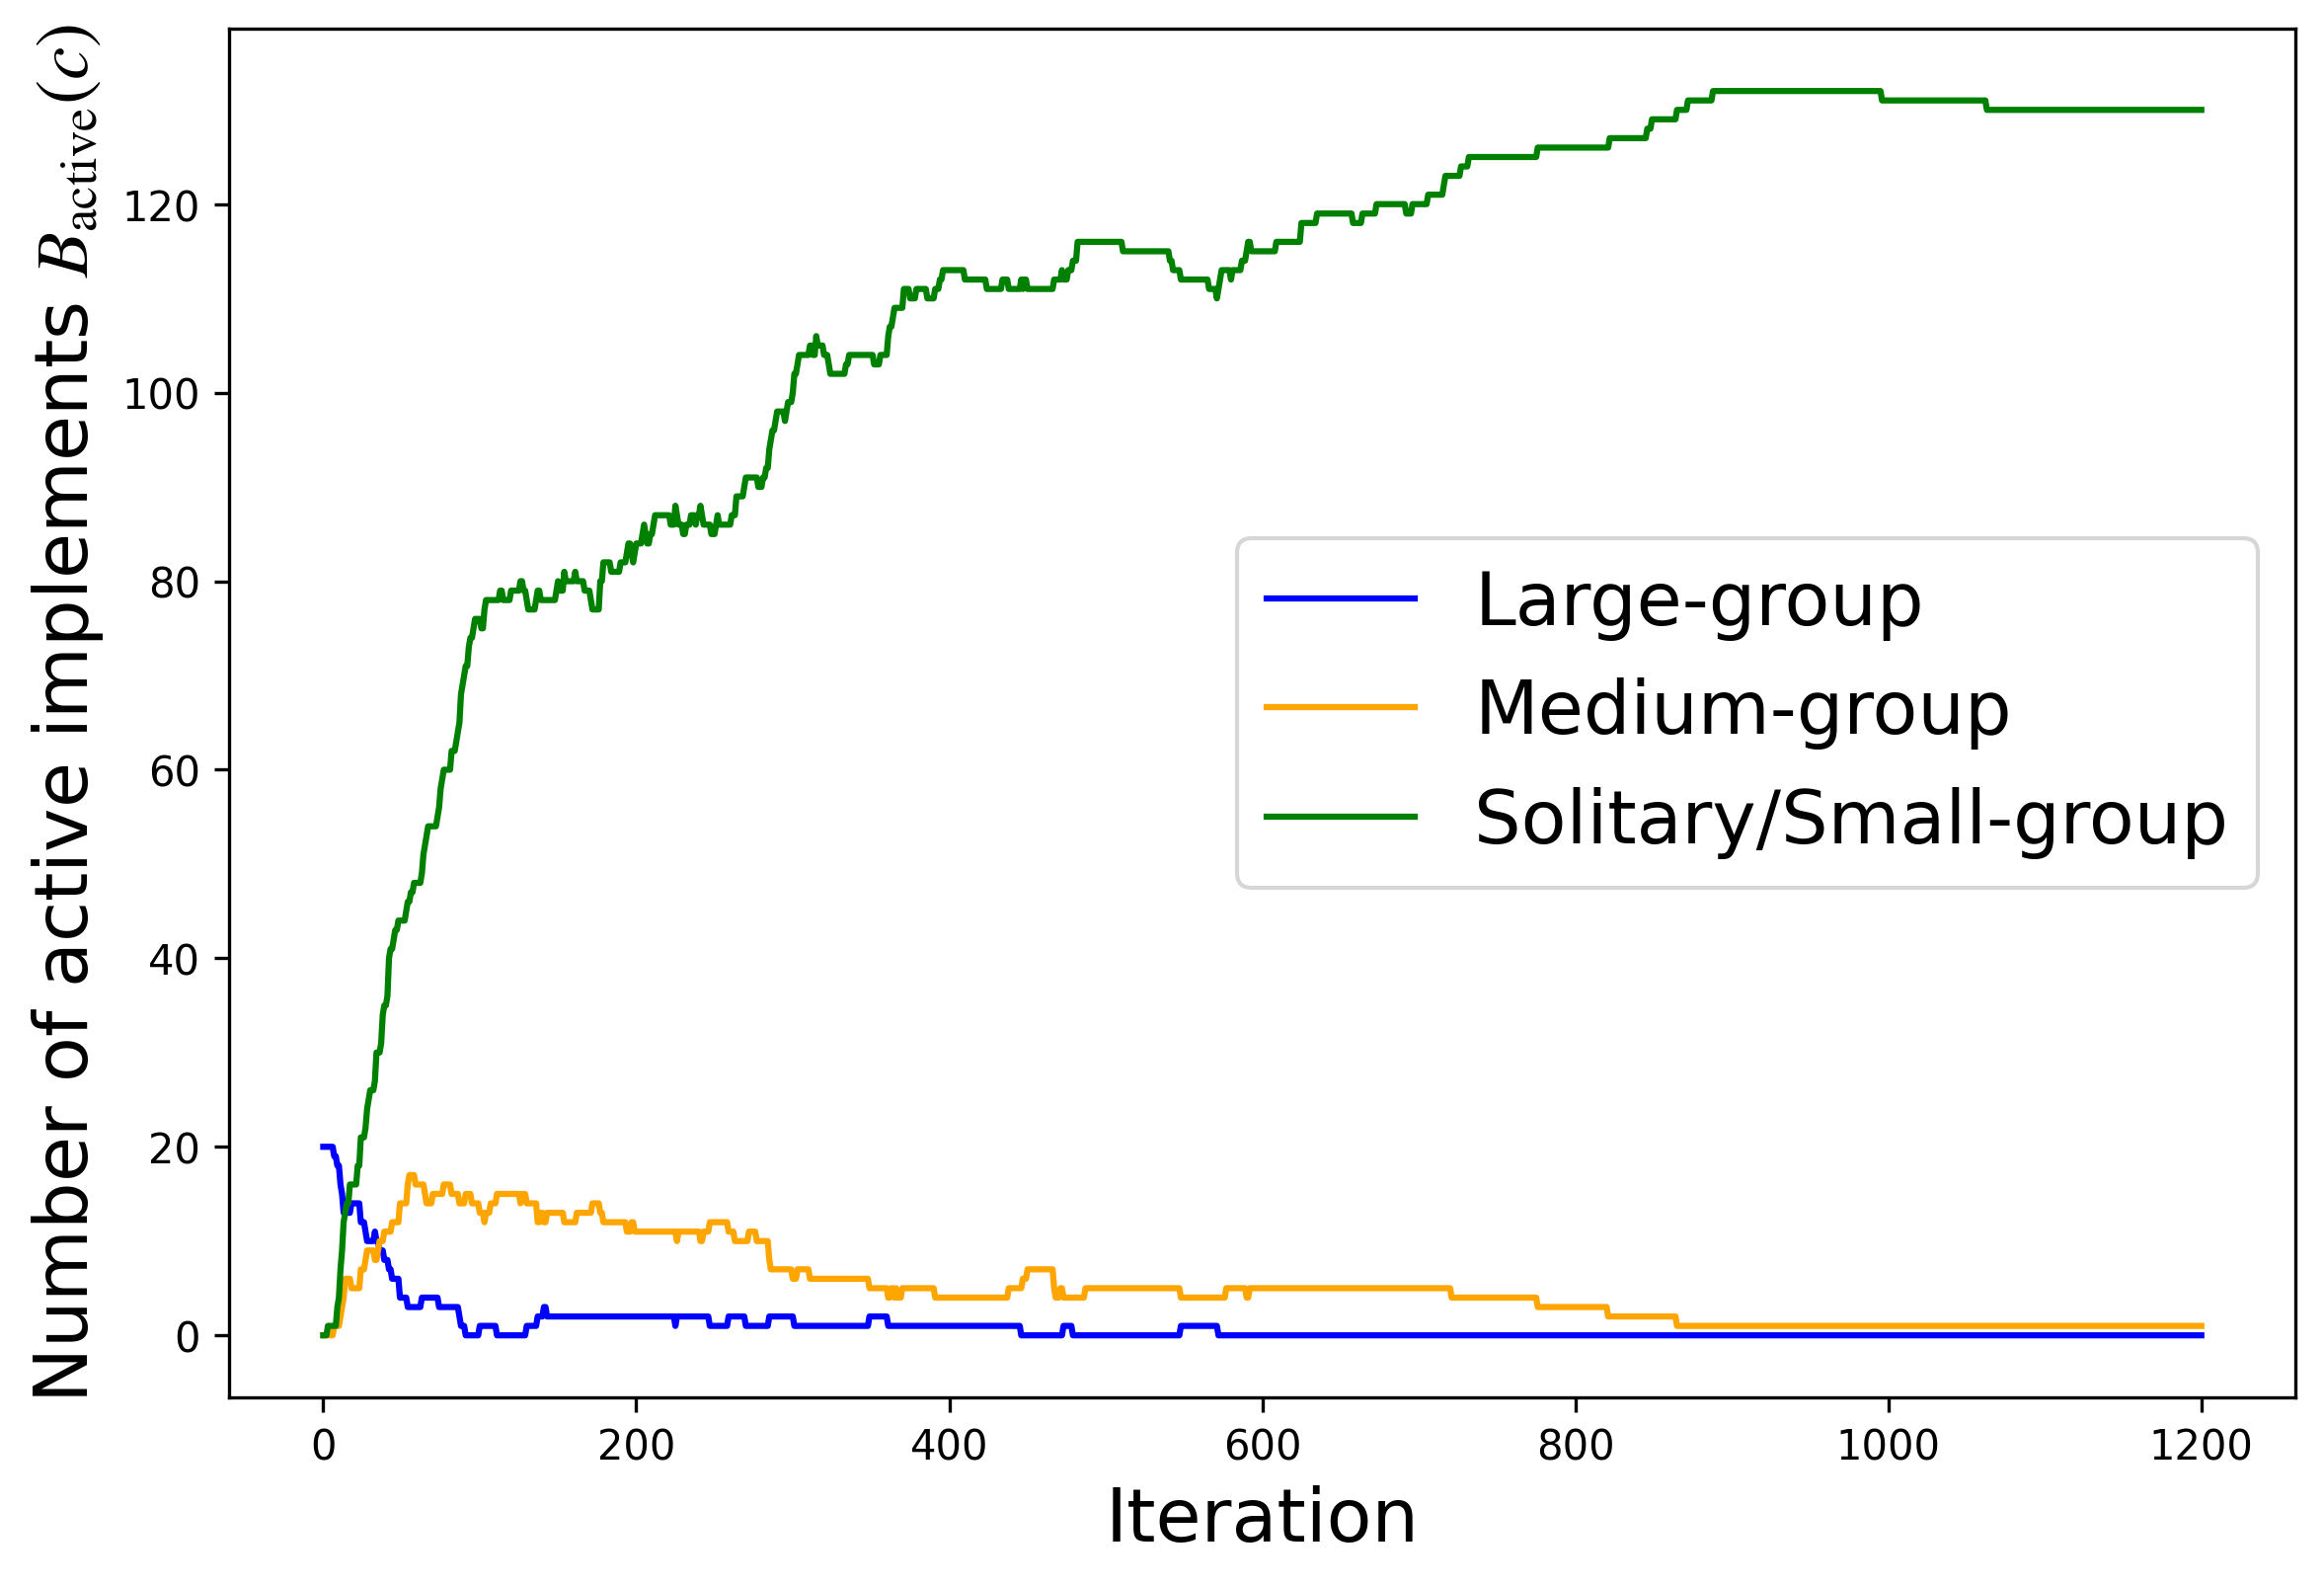 Number of active implements B_active(c)
120
100
80
60
40
20
0
Large-group
Medium-group
Solitary/Small-group
0 200 400 600 800 1000 1200
Iteration